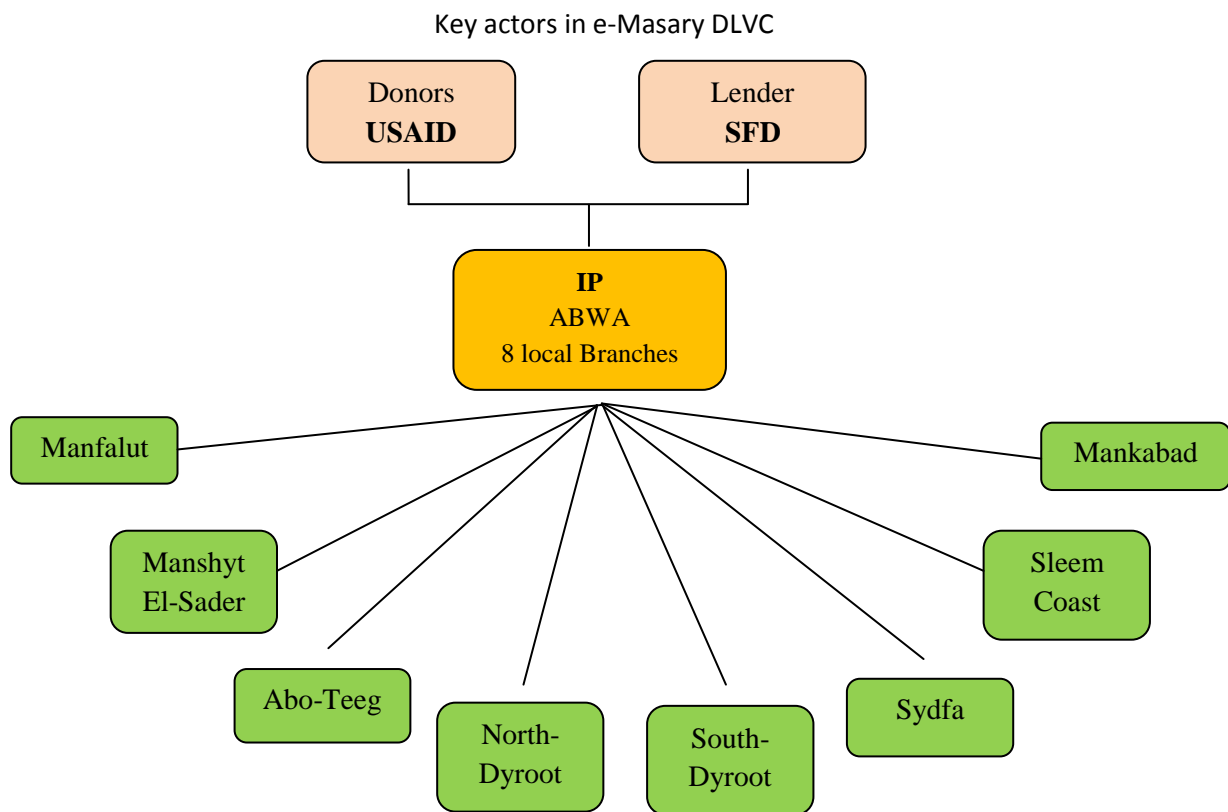 Key actors in e-Masary DLVC
Donors
USAID
Lender
SFD
IP
ABWA
8 local Branches
Manfalut
Mankabad
Manshyt
El-Sader
Sleem
Coast
Abo-Teeg
Sydfa
North-
Dyroot
South-
Dyroot